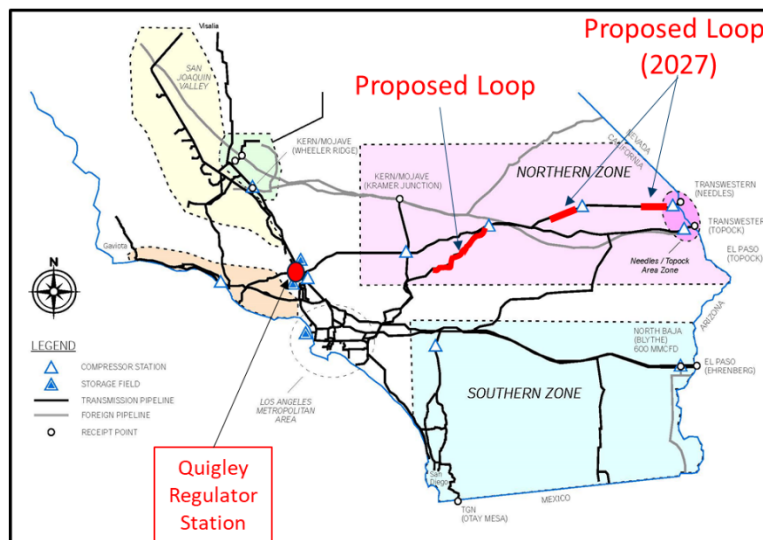 Visalia
Proposed Loop
(2027)
SAN
JOAQUIN
VALLEY
Proposed Loop
NEVADA
CALIFORNIA
KERN/MOJAVE
(WHEELER RIDGE)
NORTHERN ZONE
KERN/MOJAVE
(KRAMER JUNCTION)
TRANSWESTERN
(NEEDLES)
TRANSWESTER
(TOPOCK)
Gaviota
EL PASO
(TOPOCK)
Needles / Topock
Area Zone
N
ARIZONA
LEGEND
COMPRESSOR STATION
STORAGE FIELD
TRANSMISSION PIPELINE
FOREIGN PIPELINE
RECEIPT POINT
NORTH BAJA
(BLYTHE)
600 MMCFD
EL PASO
(EHRENBERG)
LOS ANGELES
METROPOLITAN
AREA
SOUTHERN ZONE
Quigley
Regulator
Station
San
Diego
MEXICO
TGN
(OTAY MESA)